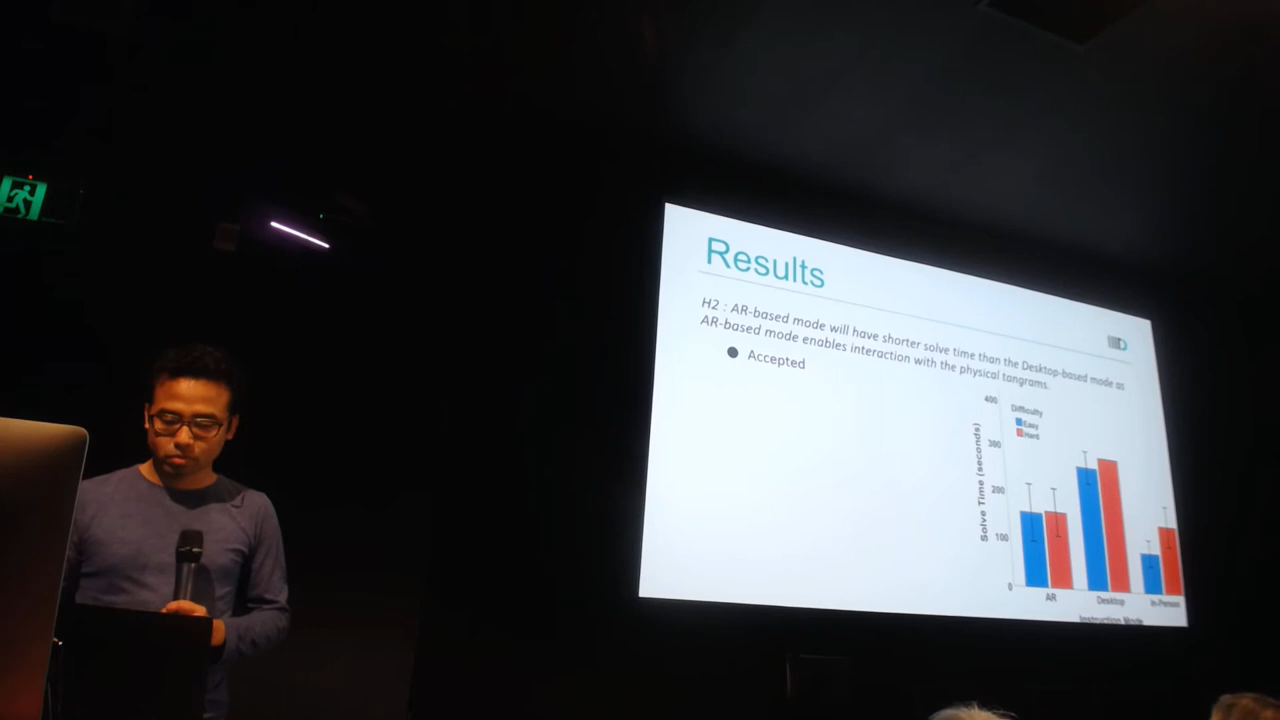 Results
H2 : AR-based mode will have shorter solve time than the Desktop-based mode as
AR-based mode enables interaction with the physical tangrams.
● Accepted
400
300
200
100
0
Solve Time (seconds)
Difficulty
Easy
Hard
AR
Desktop
In-Person
Instruction Mode